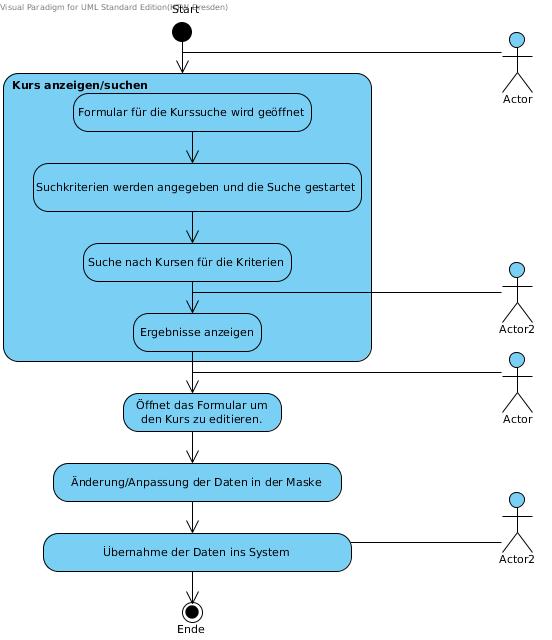 Visual Paradigm for UML Standard Edition( Dresden)
Start
Actor
Kurs anzeigen/suchen
Formular für die Kurssuche wird geöffnet
Suchkriterien werden angegeben und die Suche gestartet
Suche nach Kursen für die Kriterien
Actor2
Ergebnisse anzeigen
Actor
Öffnet das Formular um
den Kurs zu editieren.
Änderung/Anpassung der Daten in der Maske
Übernahme der Daten ins System
Actor2
Ende